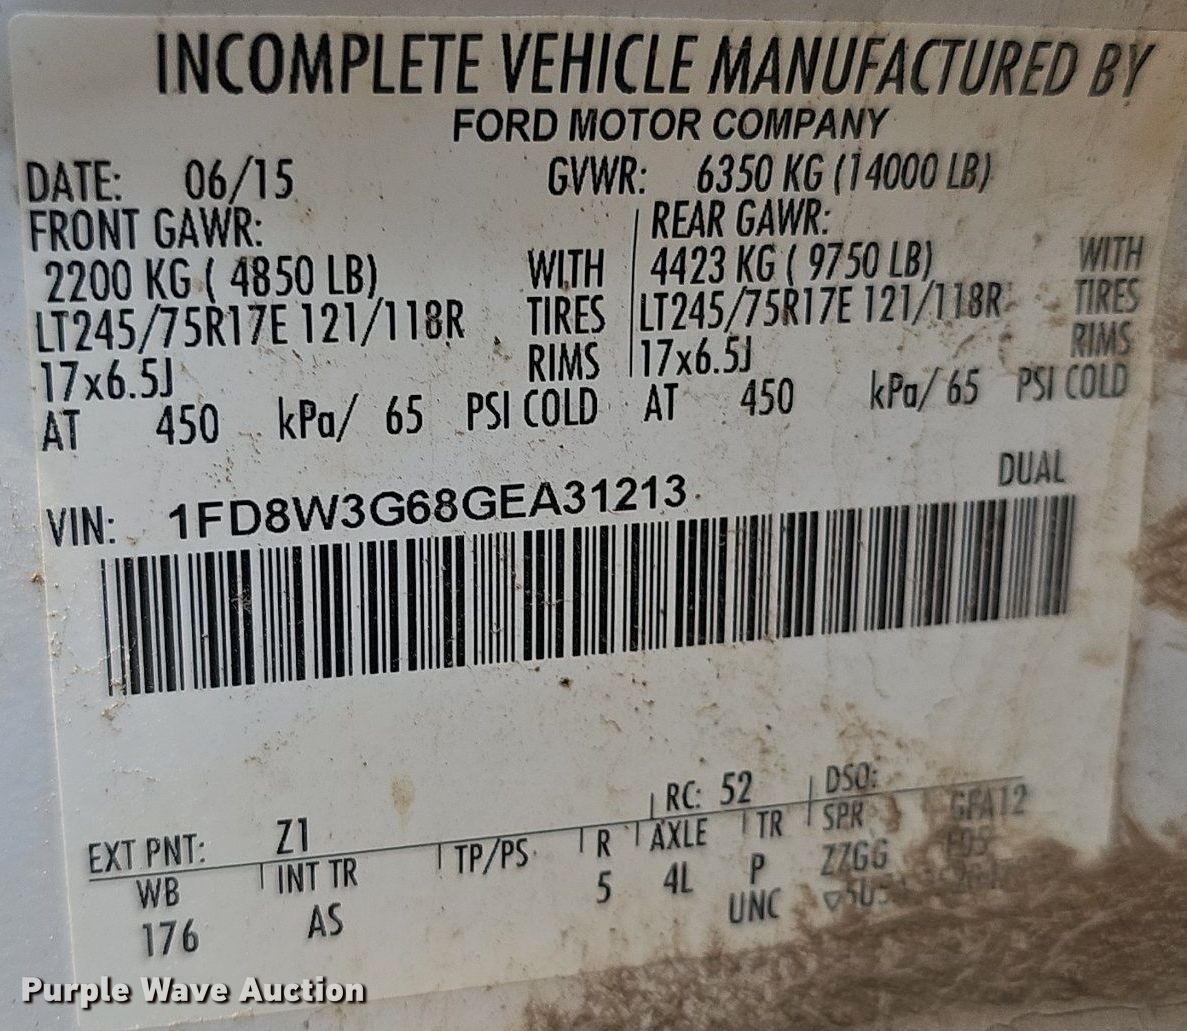 INCOMPLETE VEHICLE MANUFACTURED BY
FORD MOTOR COMPANY
DATE: 06/15 GVWR: 6350 KG (14000 LB)
FRONT GAWR: REAR GAWR:
2200 KG ( 4850 LB) WITH 4423 KG ( 9750 LB) WITH
LT245/75R17E 121/118R TIRES LT245/75R17E 121/118R TIRES
17x6.5J RIMS 17x6.5J RIMS
AT 450 kPa/ 65 PSI COLD AT 450 kPa/ 65 PSI COLD
VIN: 1FD8W3G68GEA31213 DUAL
EXT PNT: Z1 RC: 52 DSO:
WB INT TR TP/PS R AXLE TR SPR
176 AS 5 4L P ZZGG
UNC
Purple Wave Auction